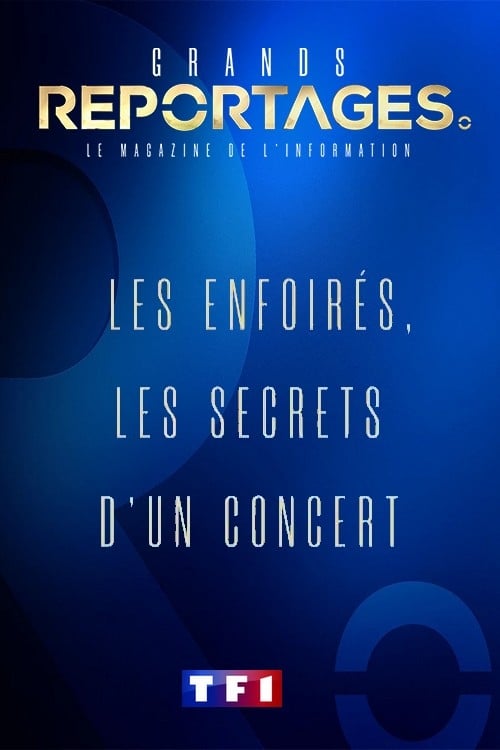 GRANDS
REPORTAGES.
LE MAGAZINE DE L'INFORMATION
LES ENFOIRÉS,
LES SECRETS
D'UN CONCERT
TF1